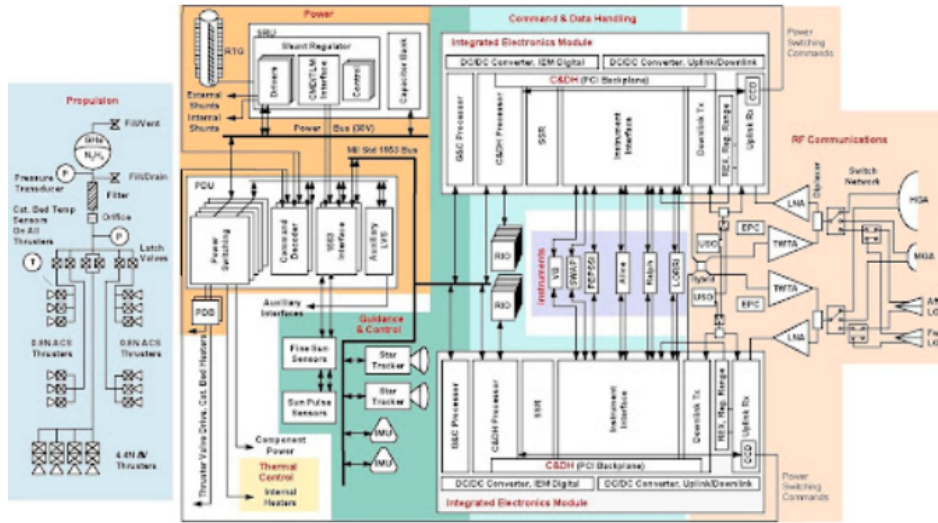 Propulsion
Fill/Vent
GHe
N₂H₄
Pressure
Transducer
P
Fill/Drain
Filter
Cat. Bed Temp
Sensors
On All
Thrusters
Orifice
P
Latch
Valves
T
0.8N ACS
Thrusters
0.8N ACS
Thrusters
4.4N ΔV
Thrusters
Power
SRU
RTG
Shunt Regulator
Drivers
CMD/TLM
Interface
Control
Capacitor Bank
External
Shunts
Internal
Shunts
Power Bus (30V)
Mil Std 1553 Bus
PDU
Power
Switching
Command
Decoder
1553
Interface
Auxiliary
LVS
PDB
Auxiliary
Interfaces
Thruster Valve Drive, Cat. Bed Heaters
Guidance
& Control
Fine Sun
Sensors
Sun Pulse
Sensors
Star
Tracker
Star
Tracker
IMU
IMU
Component
Power
Thermal
Control
Internal
Heaters
Command & Data Handling
Integrated Electronics Module
DC/DC Converter, IEM Digital
DC/DC Converter, Uplink/Downlink
C&DH (PCI Backplane)
G&C Processor
C&DH Processor
SSR
Instrument
Interface
Downlink Tx
REX, Reg. Range
Uplink Rx
CCD
RIO
RIO
Instruments
SWAP
PEPSSI
Alice
Ralph
LORRI
USO
Hybrid
USO
G&C Processor
C&DH Processor
SSR
Instrument
Interface
Downlink Tx
REX, Reg. Range
Uplink Rx
CCD
C&DH (PCI Backplane)
DC/DC Converter, IEM Digital
DC/DC Converter, Uplink/Downlink
Integrated Electronics Module
Power
Switching
Commands
RF Communications
Diplexer
Switch
Network
LNA
EPC
TWTA
TWTA
EPC
LNA
HGA
MGA
Power
Switching
Commands